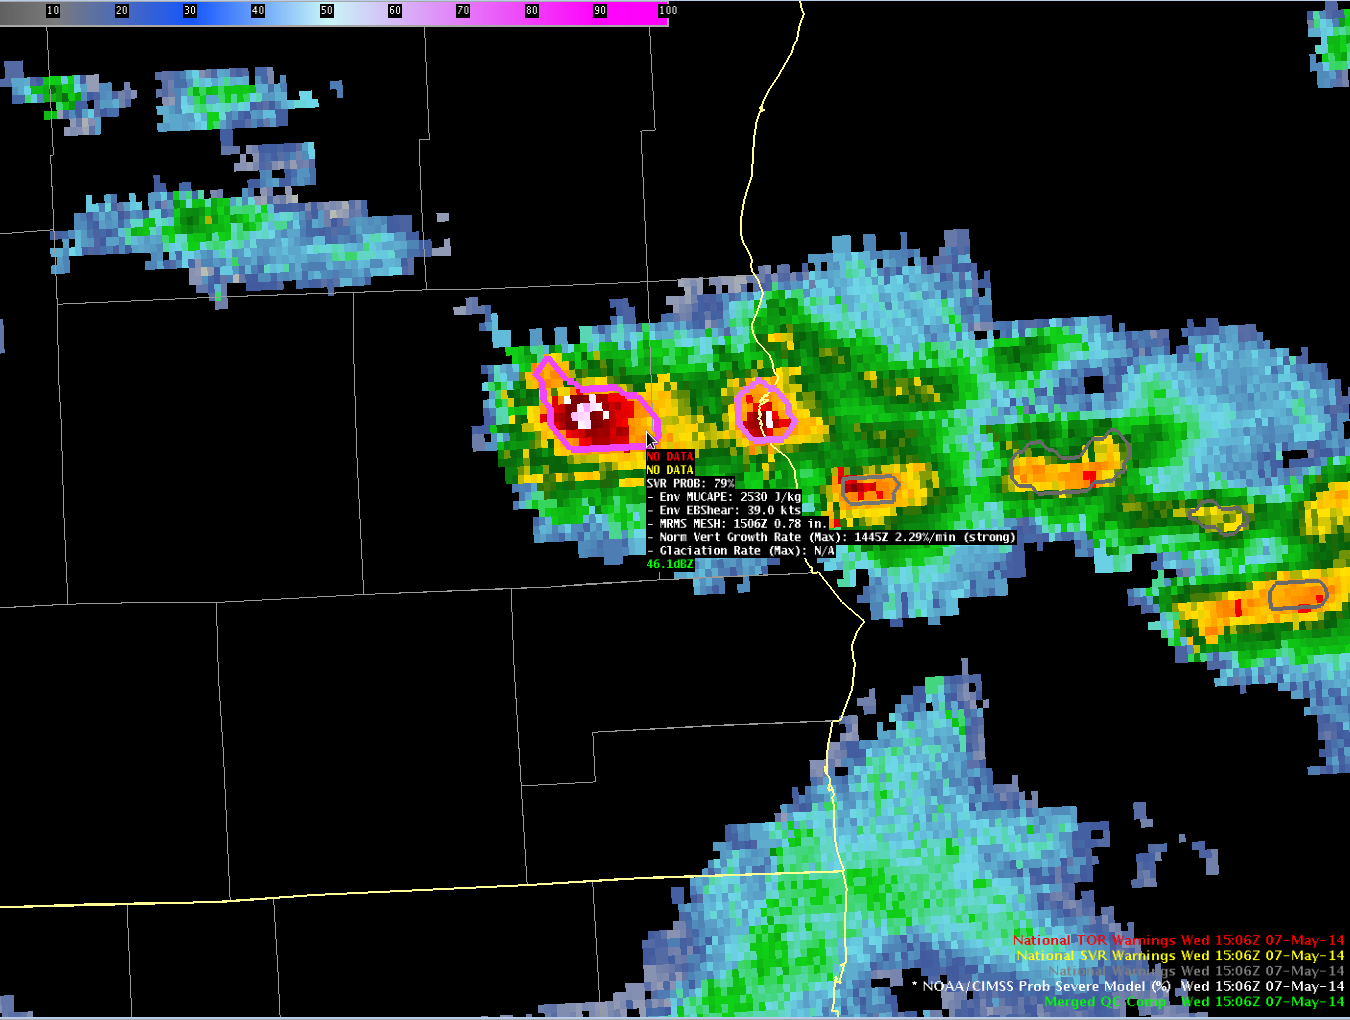 10 20 30 40 50 60 70 80 90 100
NO DATA
NO DATA
SVR PROB: 79%
- Env MUCAPE: 2530 J/kg
- Env EBShear: 39.0 kts
- MRMS MESH: 1506Z 0.78 in.
- Norm Vert Growth Rate (Max): 1445Z 2.29%/min (strong)
- Glaciation Rate (Max): N/A
46.1dBZ
National TOR Warnings Wed 15:06Z 07-May-14
National SVR Warnings Wed 15:06Z 07-May-14
National Warnings Wed 15:06Z 07-May-14
* NOAA/CIMSS Prob Severe Model (%) Wed 15:06Z 07-May-14
Merged QC Comp Wed 15:06Z 07-May-14